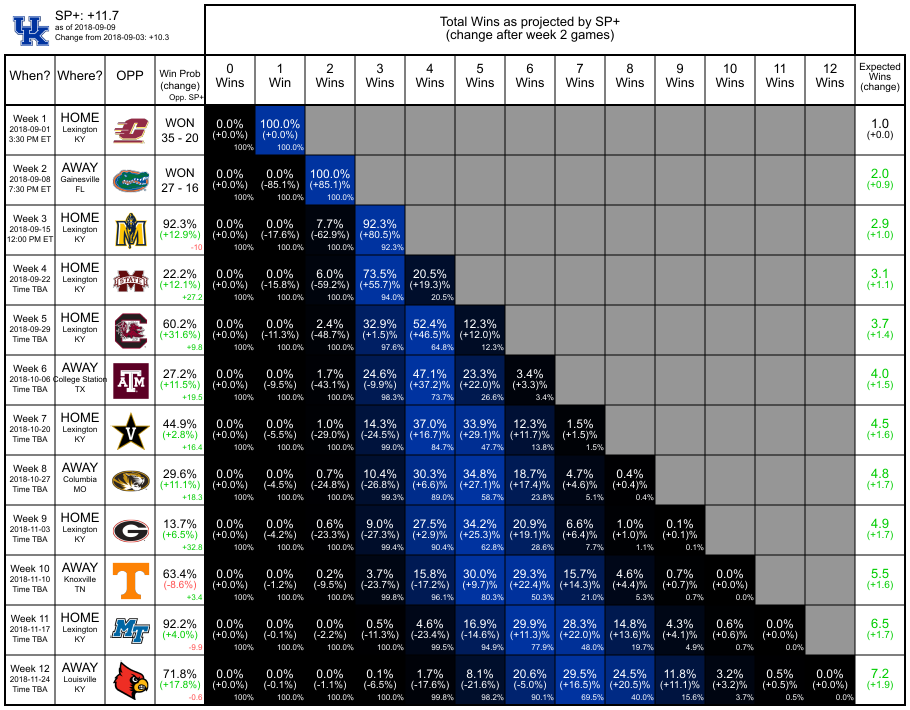 UK
SP+: +11.7
as of 2018-09-09
Change from 2018-09-03: +10.3
Total Wins as projected by SP+
(change after week 2 games)
When? Where? OPP Win Prob (change) Opp. SP+ 0 Wins 1 Win 2 Wins 3 Wins 4 Wins 5 Wins 6 Wins 7 Wins 8 Wins 9 Wins 10 Wins 11 Wins 12 Wins Expected Wins (change)
Week 1 HOME C WON 0.0% 100.0% 1.0
2018-09-01 Lexington 35 - 20 (+0.0%) (+0.0%) (+0.0)
3:30 PM ET KY 100% 100.0%
Week 2 AWAY WON 0.0% 0.0% 100.0% 2.0
2018-09-08 Gainesville 27 - 16 (+0.0%) (-85.1%) (+85.1)% (+0.9)
7:30 PM ET FL 100% 100.0% 100.0%
Week 3 HOME M 92.3% 0.0% 0.0% 7.7% 92.3% 2.9
2018-09-15 Lexington (+12.9%) (+0.0%) (-17.6%) (-62.9%) (+80.5)% (+1.0)
12:00 PM ET KY -10 100% 100.0% 100.0% 92.3%
Week 4 HOME M STATE 22.2% 0.0% 0.0% 6.0% 73.5% 20.5% 3.1
2018-09-22 Lexington (+12.1%) (+0.0%) (-15.8%) (-59.2%) (+55.7)% (+19.3)% (+1.1)
Time TBA KY +27.2 100% 100.0% 100.0% 94.0% 20.5%
Week 5 HOME C 60.2% 0.0% 0.0% 2.4% 32.9% 52.4% 12.3% 3.7
2018-09-29 Lexington (+31.6%) (+0.0%) (-11.3%) (-48.7%) (+1.5)% (+46.5)% (+12.0)% (+1.4)
Time TBA KY +9.8 100% 100.0% 100.0% 97.6% 64.8% 12.3%
Week 6 AWAY ATM 27.2% 0.0% 0.0% 1.7% 24.6% 47.1% 23.3% 3.4% 4.0
2018-10-06 College Station (+11.5%) (+0.0%) (-9.5%) (-43.1%) (-9.9%) (+37.2)% (+22.0)% (+3.3)% (+1.5)
Time TBA TX +19.5 100% 100.0% 100.0% 98.3% 73.7% 26.6% 3.4%
Week 7 HOME V 44.9% 0.0% 0.0% 1.0% 14.3% 37.0% 33.9% 12.3% 1.5% 4.5
2018-10-20 Lexington (+2.8%) (+0.0%) (-5.5%) (-29.0%) (-24.5%) (+16.7)% (+29.1)% (+11.7)% (+1.5)% (+1.6)
Time TBA KY +16.4 100% 100.0% 100.0% 99.0% 84.7% 47.7% 13.8% 1.5%
Week 8 AWAY 29.6% 0.0% 0.0% 0.7% 10.4% 30.3% 34.8% 18.7% 4.7% 0.4% 4.8
2018-10-27 Columbia (+11.1%) (+0.0%) (-4.5%) (-24.8%) (-26.8%) (+6.6)% (+27.1)% (+17.4)% (+4.6)% (+0.4)% (+1.7)
Time TBA MO +18.3 100% 100.0% 100.0% 99.3% 89.0% 58.7% 23.8% 5.1% 0.4%
Week 9 HOME G 13.7% 0.0% 0.0% 0.6% 9.0% 27.5% 34.2% 20.9% 6.6% 1.0% 0.1% 4.9
2018-11-03 Lexington (+6.5%) (+0.0%) (-4.2%) (-23.3%) (-27.3%) (+2.9)% (+25.3)% (+19.1)% (+6.4)% (+1.0)% (+0.1)% (+1.7)
Time TBA KY +32.8 100% 100.0% 100.0% 99.4% 90.4% 62.8% 28.6% 7.7% 1.1% 0.1%
Week 10 AWAY T 63.4% 0.0% 0.0% 0.2% 3.7% 15.8% 30.0% 29.3% 15.7% 4.6% 0.7% 0.0% 5.5
2018-11-10 Knoxville (-8.6%) (+0.0%) (-1.2%) (-9.5%) (-23.7%) (-17.2%) (+9.7)% (+22.4)% (+14.3)% (+4.4)% (+0.7)% (+0.0)% (+1.6)
Time TBA TN +3.4 100% 100.0% 100.0% 99.8% 96.1% 80.3% 50.3% 21.0% 5.3% 0.7% 0.0%
Week 11 HOME MT 92.2% 0.0% 0.0% 0.0% 0.5% 4.6% 16.9% 29.9% 28.3% 14.8% 4.3% 0.6% 0.0% 6.5
2018-11-17 Lexington (+4.0%) (+0.0%) (-0.1%) (-2.2%) (-11.3%) (-23.4%) (-14.6%) (+11.3)% (+22.0)% (+13.6)% (+4.1)% (+0.6)% (+0.0)% (+1.7)
Time TBA KY -9.9 100% 100.0% 100.0% 100.0% 99.5% 94.9% 77.9% 48.0% 19.7% 4.9% 0.7% 0.0%
Week 12 AWAY 71.8% 0.0% 0.0% 0.0% 0.1% 1.7% 8.1% 20.6% 29.5% 24.5% 11.8% 3.2% 0.5% 0.0% 7.2
2018-11-24 Louisville (+17.8%) (+0.0%) (-0.0%) (-1.1%) (-6.5%) (-17.6%) (-21.6%) (-5.0%) (+16.5)% (+20.5)% (+11.1)% (+3.2)% (+0.5)% (+0.0)% (+1.9)
Time TBA KY -0.6 100% 100.0% 100.0% 100.0% 99.8% 98.2% 90.1% 69.5% 40.0% 15.6% 3.7% 0.5% 0.0%